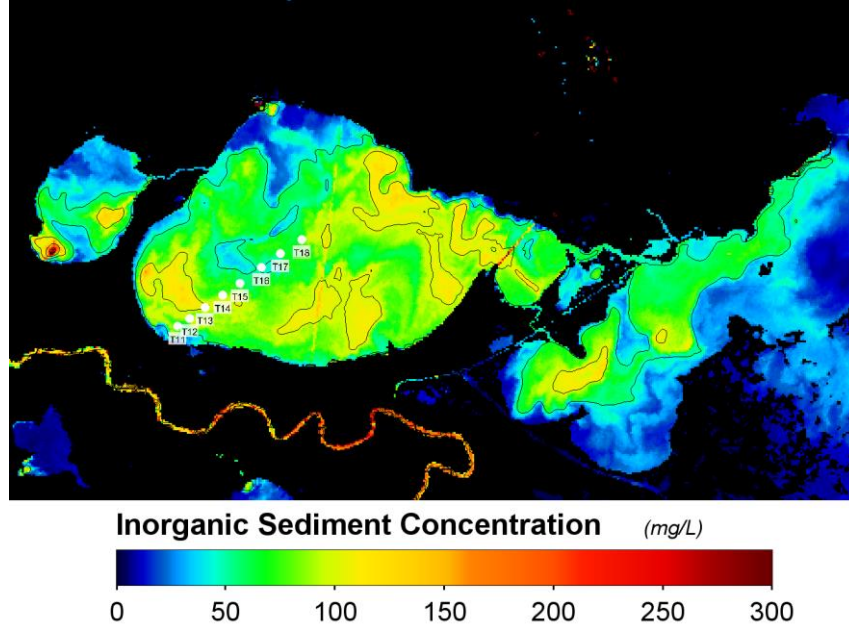 T18
T17
T16
T15
T14
T13
T12
T11
Inorganic Sediment Concentration (mg/L)
0 50 100 150 200 250 300